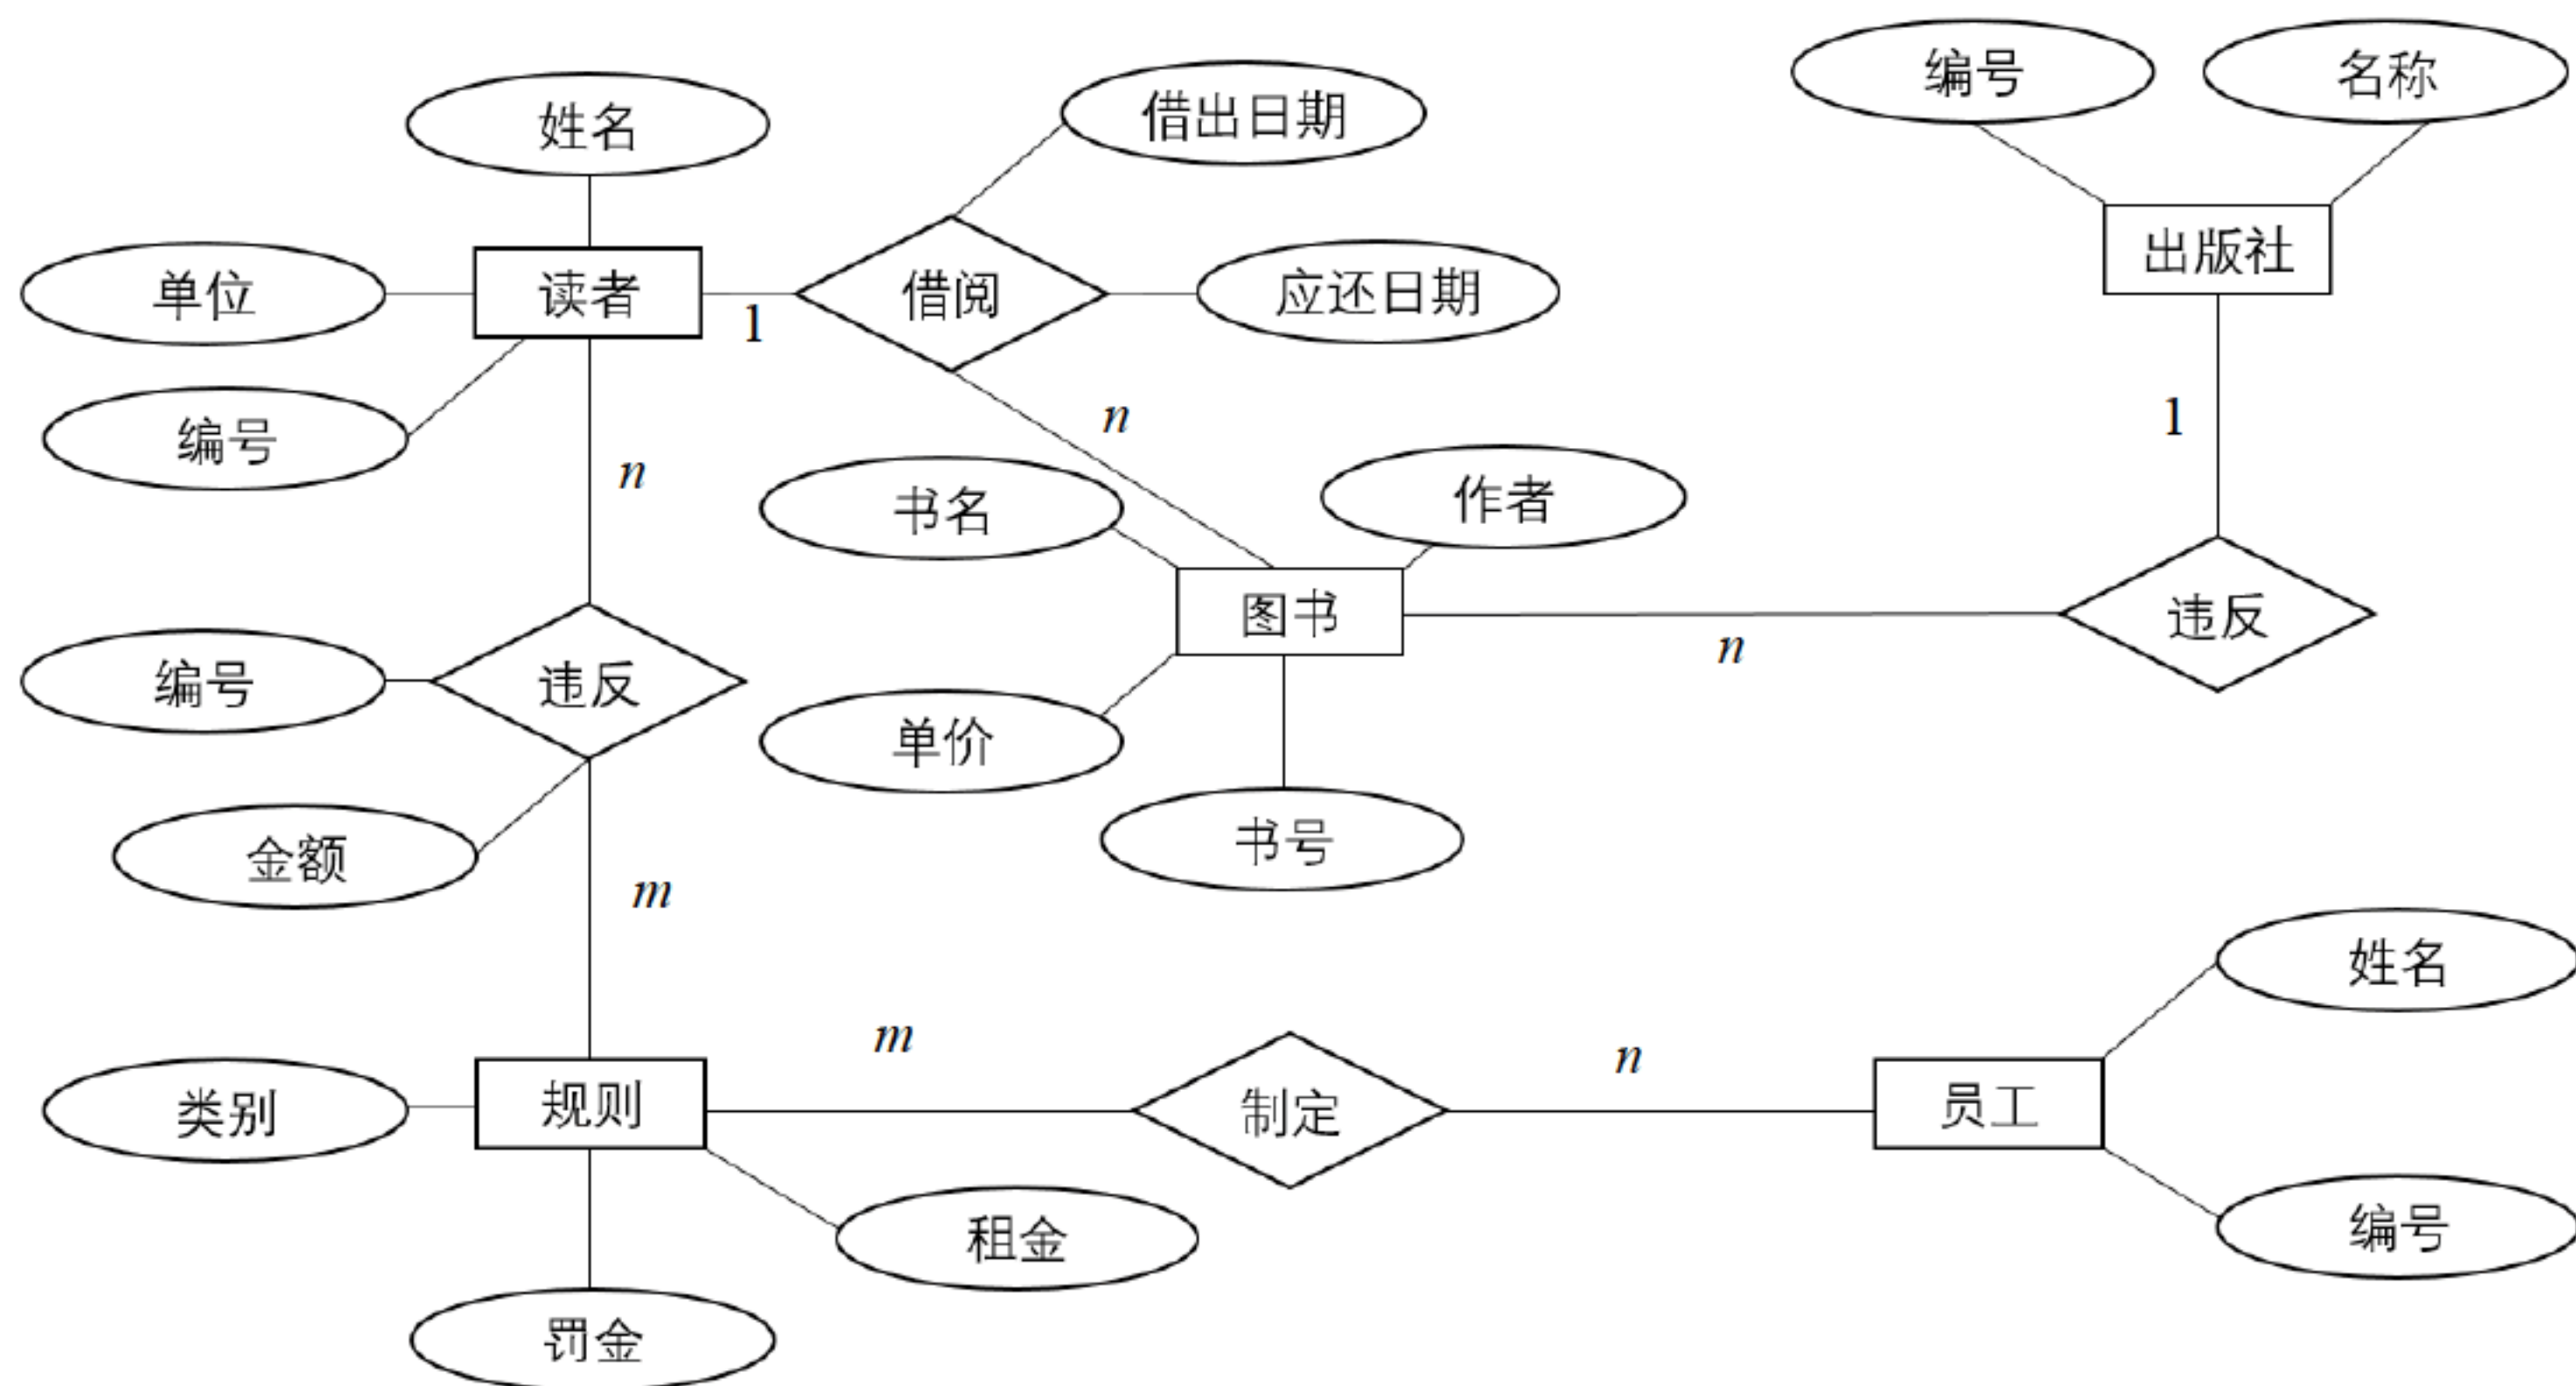 编号
名称
姓名
借出日期
出版社
单位
读者
1
借阅
应还日期
编号
n
n
1
书名
作者
图书
n
违反
编号
违反
单价
金额
书号
m
姓名
m
n
类别
规则
制定
员工
租金
编号
罚金